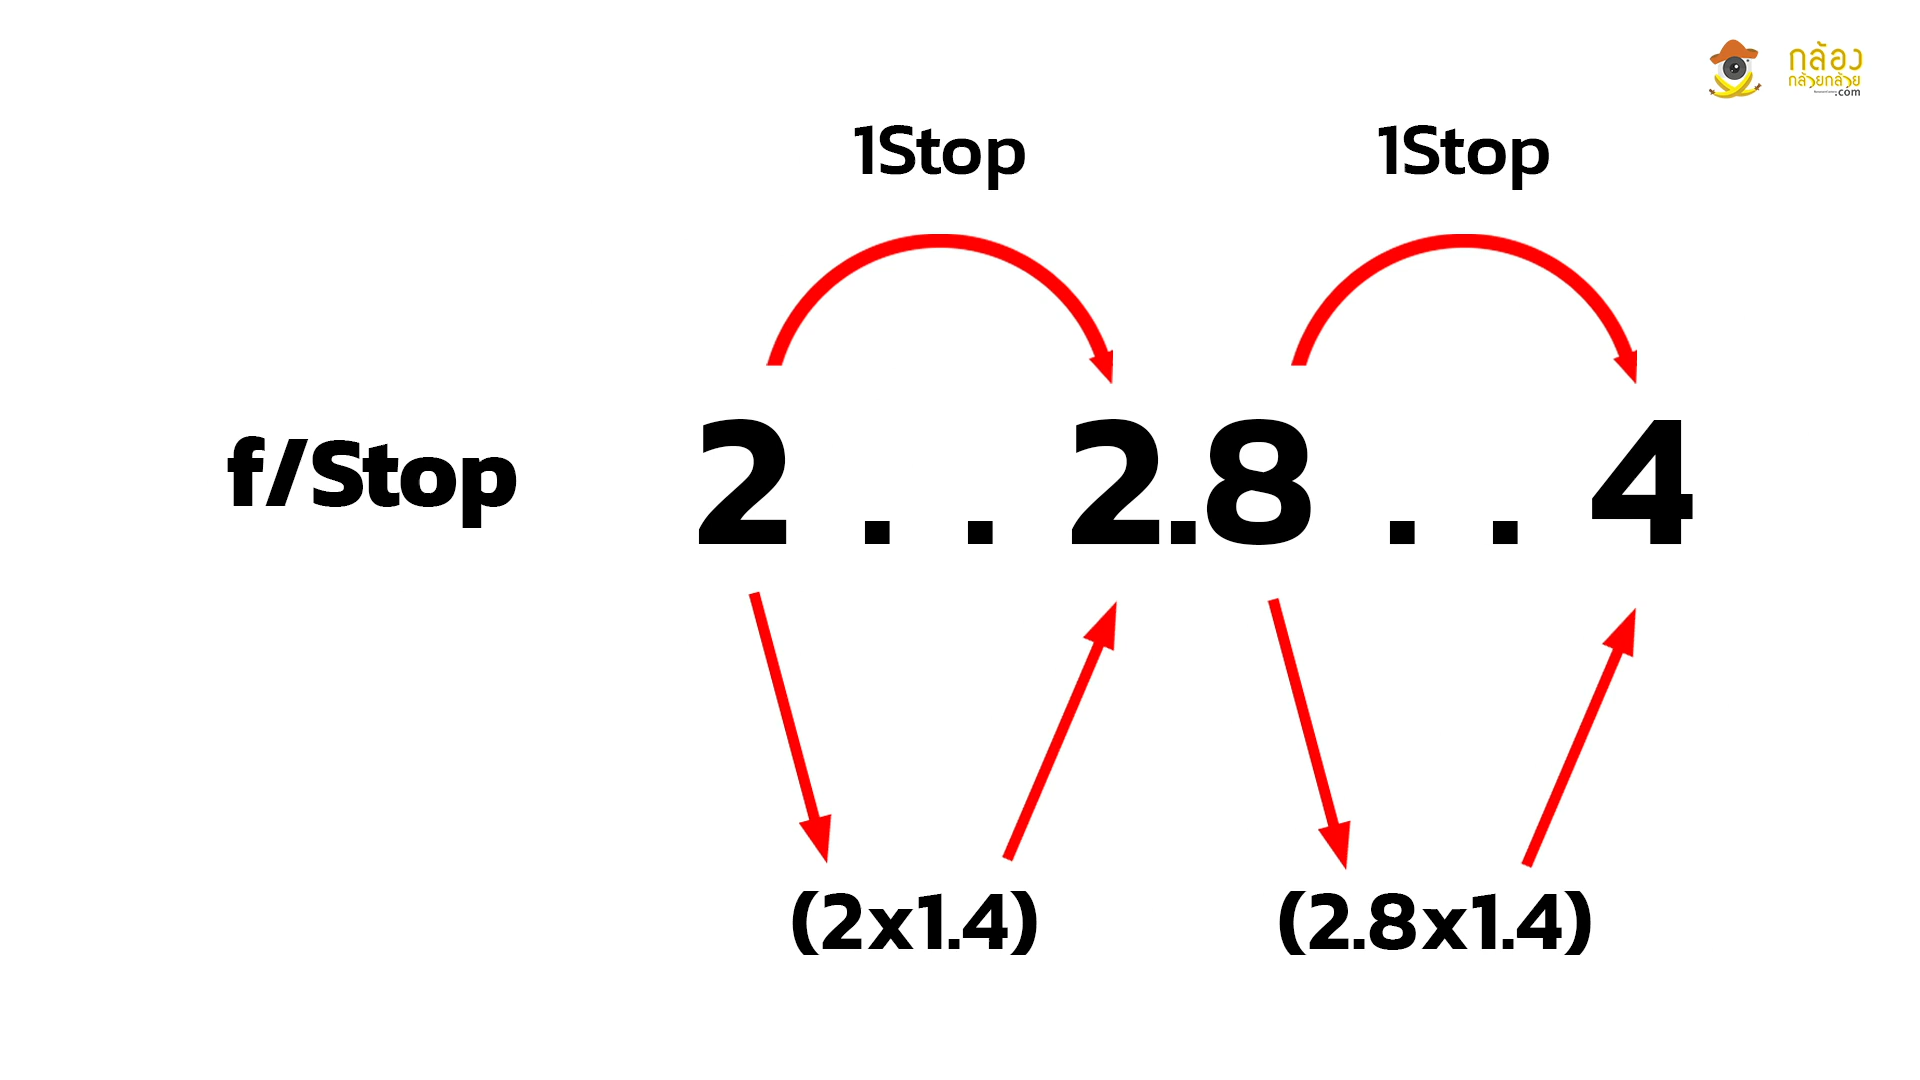 กล้อง
กล้วยกล้วย
.com
1Stop 1Stop
f/Stop 2 . . 2.8 . . 4
(2x1.4) (2.8x1.4)